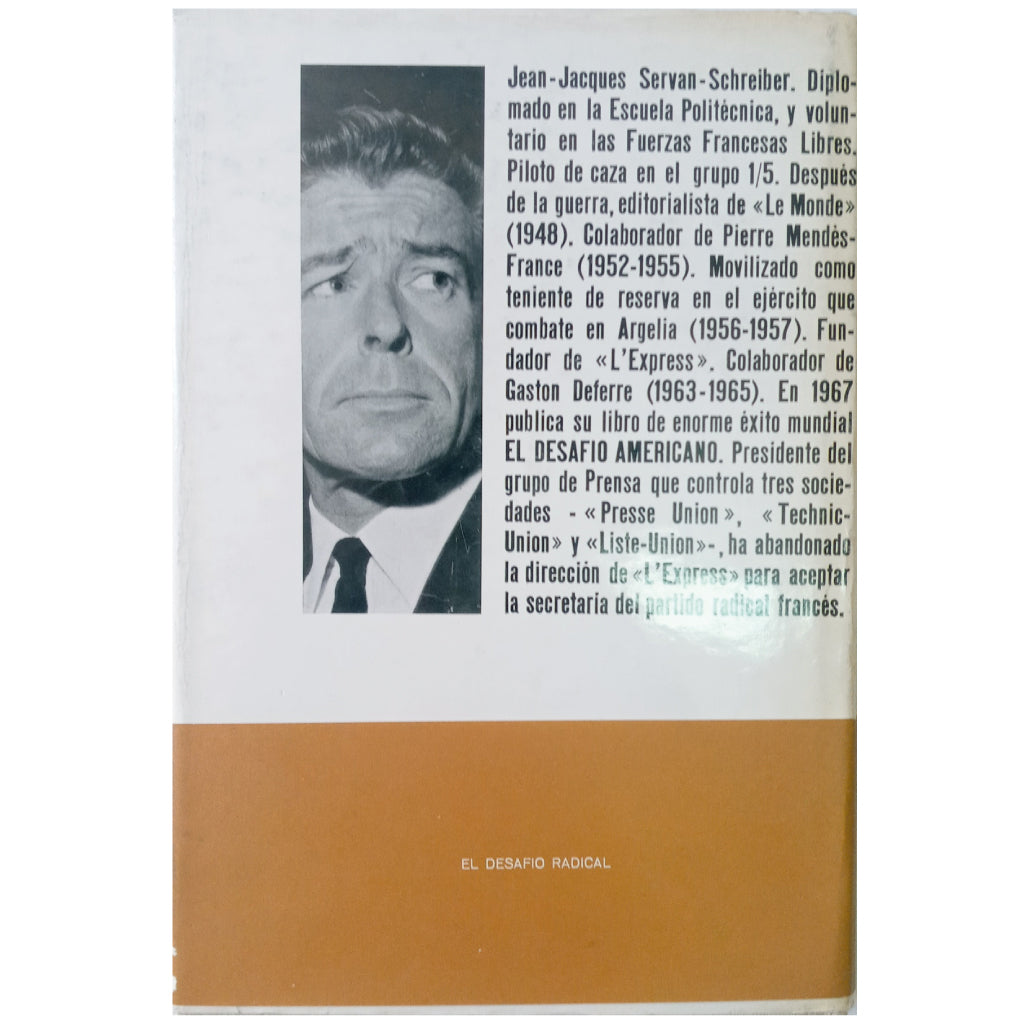 Jean-Jacques Servan-Schreiber. Diplo-
mado en la Escuela Politécnica, y volun-
tario en las Fuerzas Francesas Libres.
Piloto de caza en el grupo 1/5. Después
de la guerra, editorialista de «Le Monde»
(1948). Colaborador de Pierre Mendès-
France (1952-1955). Movilizado como
teniente de reserva en el ejército que
combate en Argelia (1956-1957). Fun-
dador de «L'Express». Colaborador de
Gaston Deferre (1963-1965). En 1967
publica su libro de enorme éxito mundial
EL DESAFIO AMERICANO. Presidente del
grupo de Prensa que controla tres socie-
dades - «Presse Union», «Technic-
Union» y «Liste-Union»-, ha abandonado
la dirección de «L'Express» para aceptar
la secretaría del partido radical francés.
EL DESAFIO RADICAL